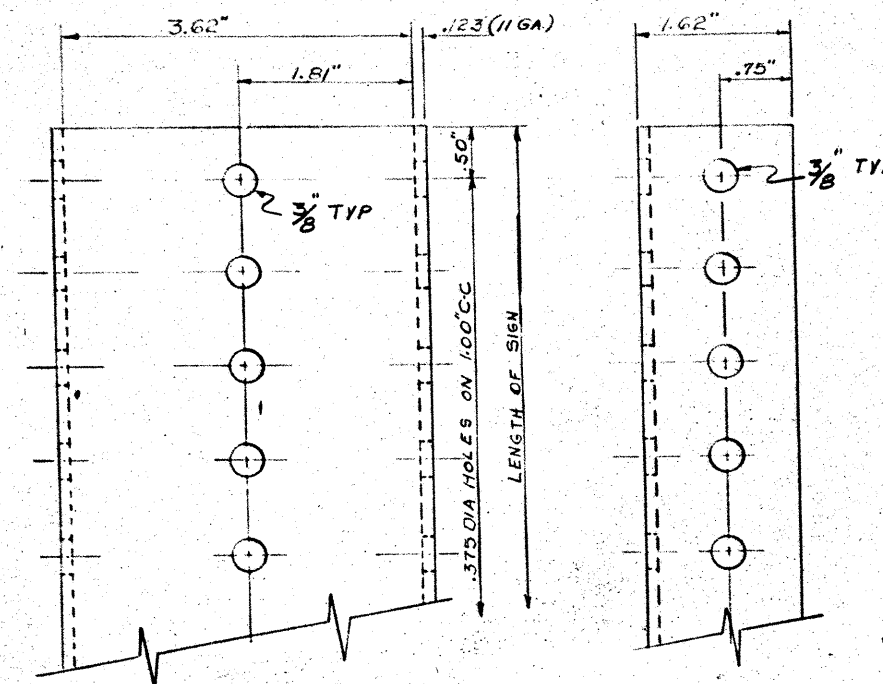 3.62"
.123 (11 GA.)
1.62"
1.81"
.75"
.50"
3/8" TYP
3/8" TY
.375 DIA HOLES ON 1.00" C-C
LENGTH OF SIGN